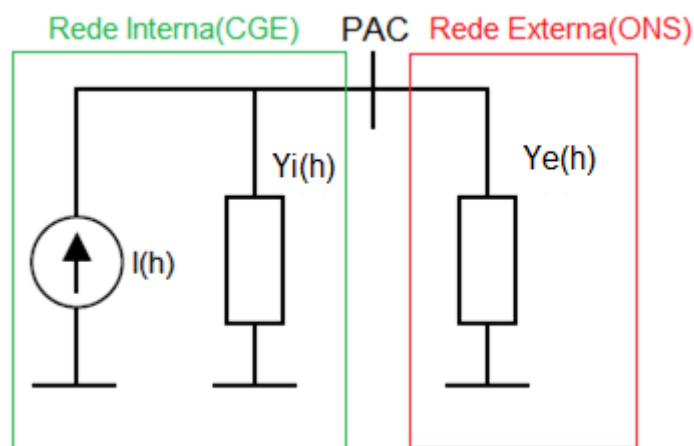 Rede Interna(CGE) PAC Rede Externa(ONS)
Yi(h) Ye(h)
I(h)